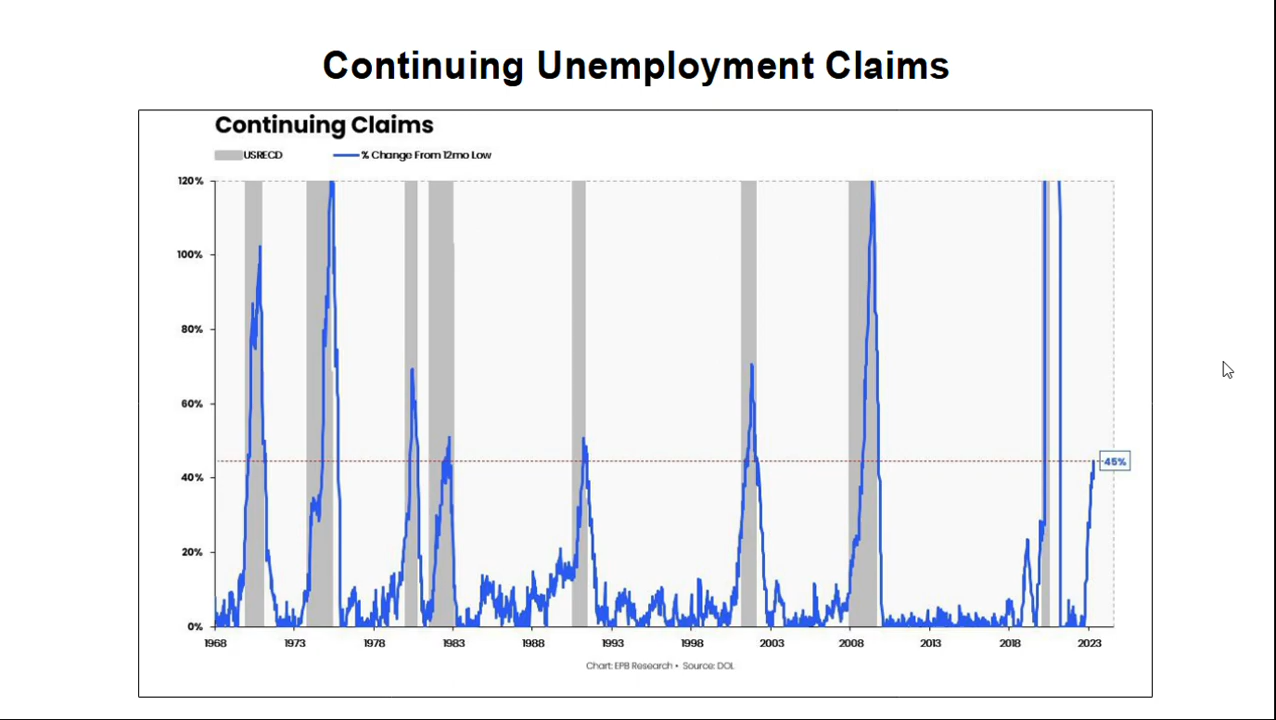 Continuing Unemployment Claims
Continuing Claims
USRECD
% Change From 12mo Low
120%
100%
80%
60%
45%
40%
20%
0%
1968 1973 1978 1983 1988 1993 1998 2003 2008 2013 2018 2023
Chart: EPB Research • Source: DOL